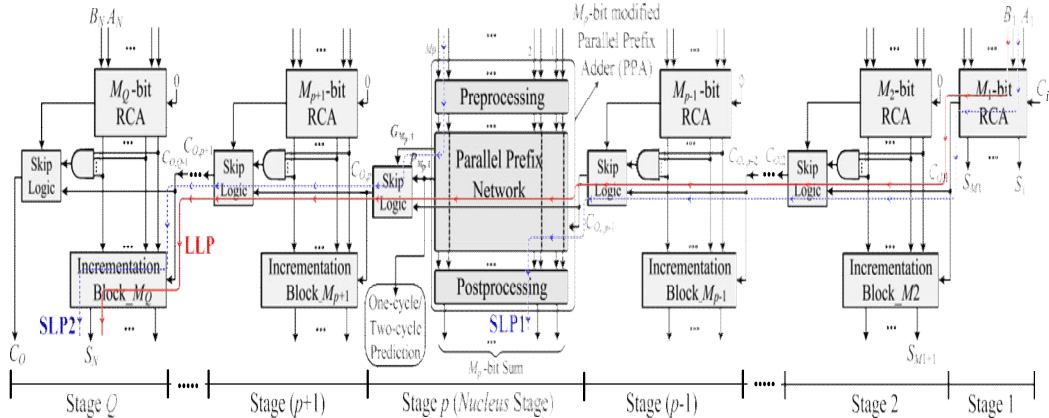 B_N A_N
M_p-bit modified
Parallel Prefix
Adder (PPA)
B_1 A_1
M_Q-bit
RCA
0
M_{p+1}-bit
RCA
0
M_p
2
1
Preprocessing
M_{p-1}-bit
RCA
M_2-bit
RCA
0
M_1-bit
RCA
C_i
Skip
Logic
C_{O,Q-1}
C_{O,p+1}
Skip
Logic
C_{O,p}
Skip
Logic
Parallel Prefix
Network
Skip
Logic
Skip
Logic
S_{M1}
S_1
LLP
Incrementation
Block_M_Q
Incrementation
Block_M_{p+1}
Postprocessing
Incrementation
Block_M_{p-1}
Incrementation
Block_M2
SLP2
SLP1
One-cycle/
Two-cycle
Prediction
C_O
S_N
M_p-bit Sum
S_{M1+1}
Stage Q
Stage (p+1)
Stage p (Nucleus Stage)
Stage (p-1)
Stage 2
Stage 1